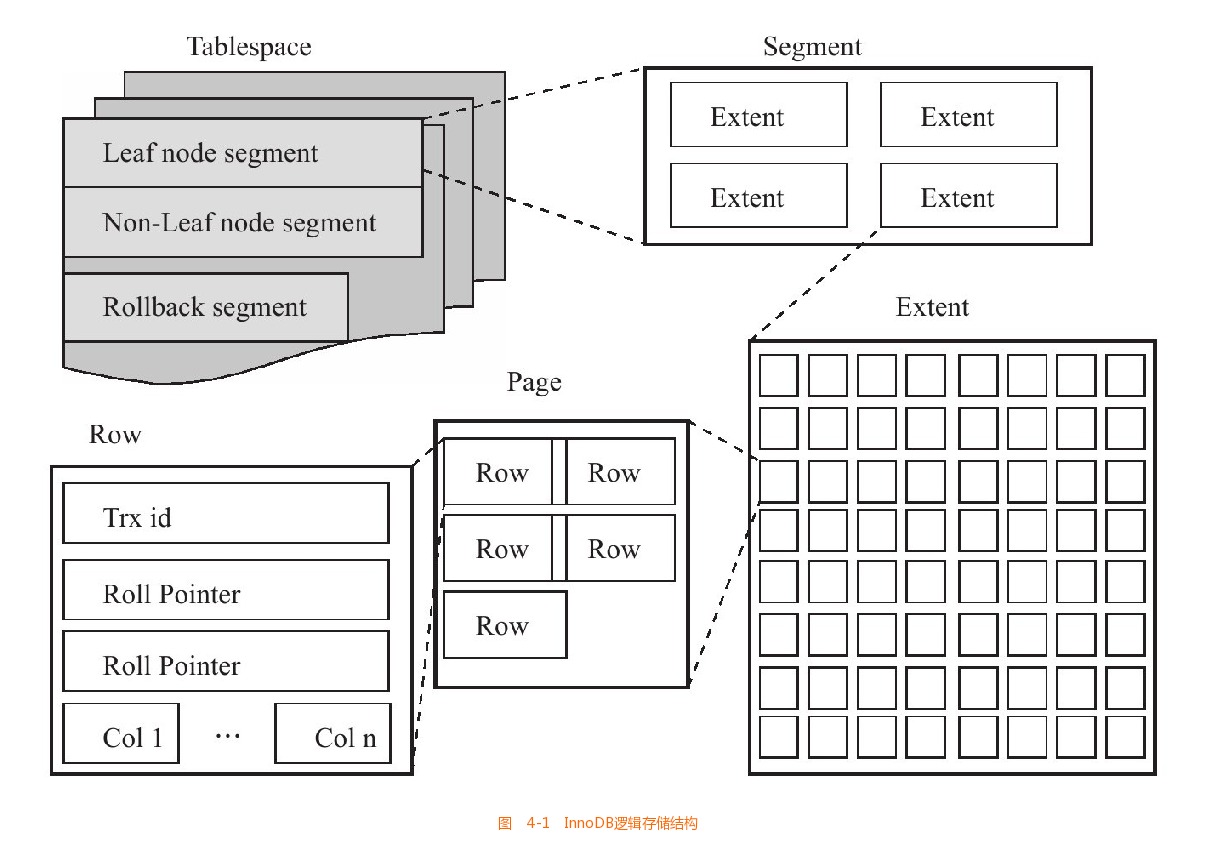 Tablespace
Leaf node segment
Non-Leaf node segment
Rollback segment
Segment
Extent Extent
Extent Extent
Extent
Page
Row Row
Row Row
Row
Row
Trx id
Roll Pointer
Roll Pointer
Col 1 ... Col n
图 4-1 InnoDB逻辑存储结构